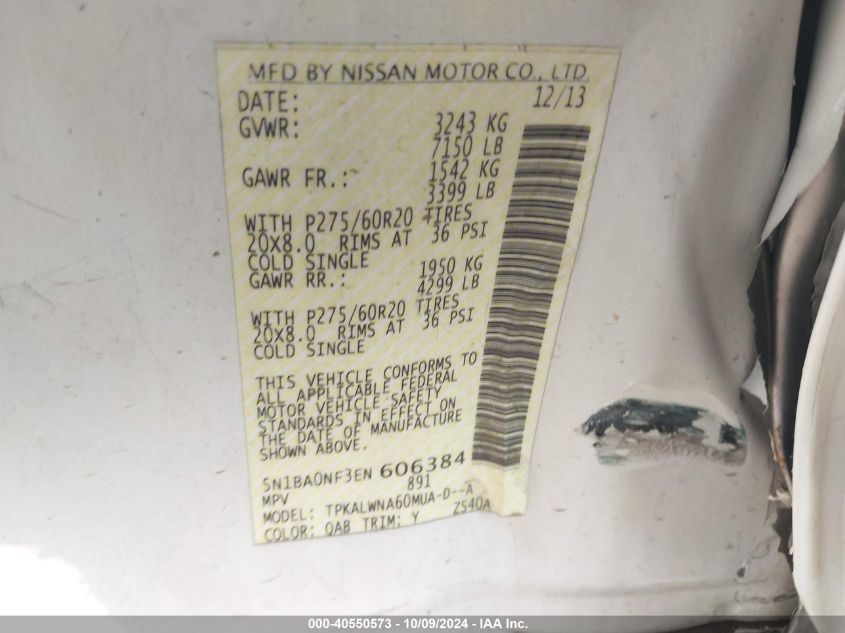 MFD BY NISSAN MOTOR CO., LTD.
DATE: 12/13
GVWR: 3243 KG
7150 LB
GAWR FR.: 1542 KG
3399 LB
WITH P275/60R20 TIRES
20X8.0 RIMS AT 36 PSI
COLD SINGLE
GAWR RR.: 1950 KG
4299 LB
WITH P275/60R20 TIRES
20X8.0 RIMS AT 36 PSI
COLD SINGLE
THIS VEHICLE CONFORMS TO
ALL APPLICABLE FEDERAL
MOTOR VEHICLE SAFETY
STANDARDS IN EFFECT ON
THE DATE OF MANUFACTURE
SHOWN ABOVE.
5N1BA0NF3EN 606384
MPV 891
MODEL: TPKALWNA60MUA-D--A
COLOR: QAB TRIM: Y ZS40A
000-40550573 - 10/09/2024 - IAA Inc.